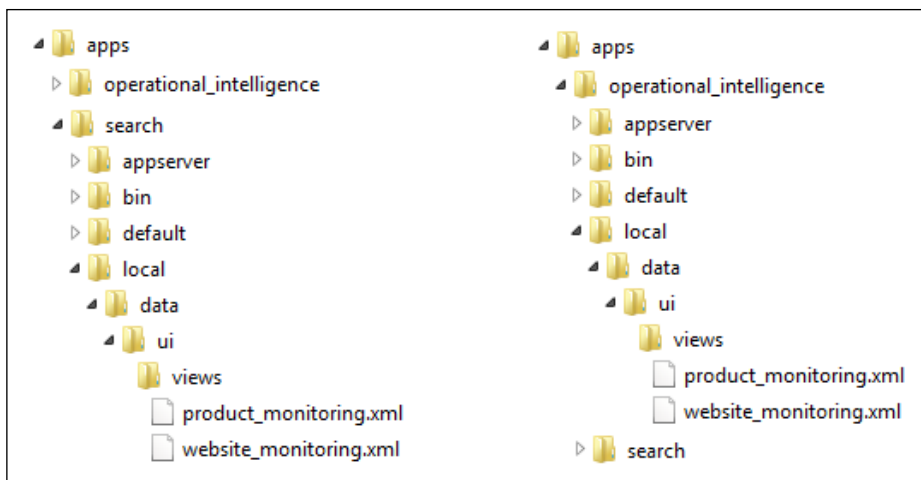 apps
operational_intelligence
search
appserver
bin
default
local
data
ui
views
product_monitoring.xml
website_monitoring.xml
apps
operational_intelligence
appserver
bin
default
local
data
ui
views
product_monitoring.xml
website_monitoring.xml
search